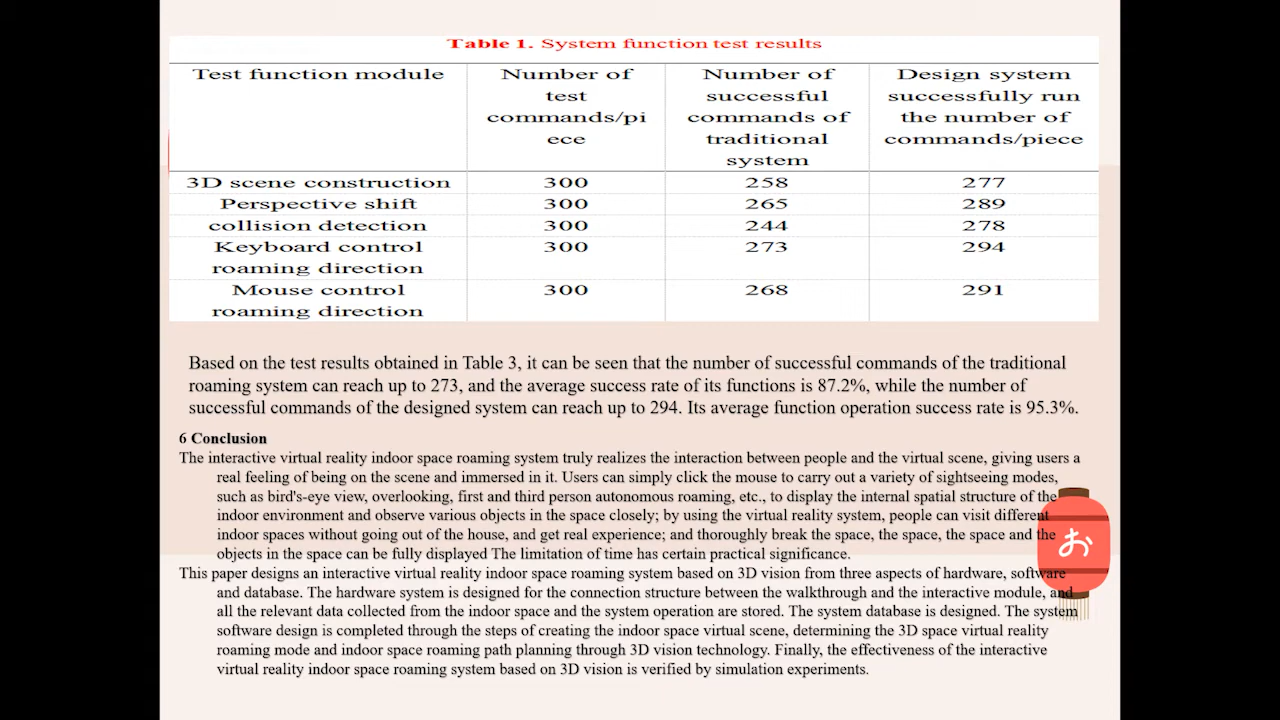 Table 1. System function test results
Test function module
Number of test commands/pi ece
Number of successful commands of traditional system
Design system successfully run the number of commands/piece
3D scene construction 300 258 277
Perspective shift 300 265 289
collision detection 300 244 278
Keyboard control roaming direction 300 273 294
Mouse control roaming direction 300 268 291
Based on the test results obtained in Table 3, it can be seen that the number of successful commands of the traditional
roaming system can reach up to 273, and the average success rate of its functions is 87.2%, while the number of
successful commands of the designed system can reach up to 294. Its average function operation success rate is 95.3%.
6 Conclusion
The interactive virtual reality indoor space roaming system truly realizes the interaction between people and the virtual scene, giving users a
real feeling of being on the scene and immersed in it. Users can simply click the mouse to carry out a variety of sightseeing modes,
such as bird's-eye view, overlooking, first and third person autonomous roaming, etc., to display the internal spatial structure of the
indoor environment and observe various objects in the space closely; by using the virtual reality system, people can visit different
indoor spaces without going out of the house, and get real experience; and thoroughly break the space, the space, the space and the
objects in the space can be fully displayed The limitation of time has certain practical significance.
お
This paper designs an interactive virtual reality indoor space roaming system based on 3D vision from three aspects of hardware, software
and database. The hardware system is designed for the connection structure between the walkthrough and the interactive module, and
all the relevant data collected from the indoor space and the system operation are stored. The system database is designed. The system
software design is completed through the steps of creating the indoor space virtual scene, determining the 3D space virtual reality
roaming mode and indoor space roaming path planning through 3D vision technology. Finally, the effectiveness of the interactive
virtual reality indoor space roaming system based on 3D vision is verified by simulation experiments.